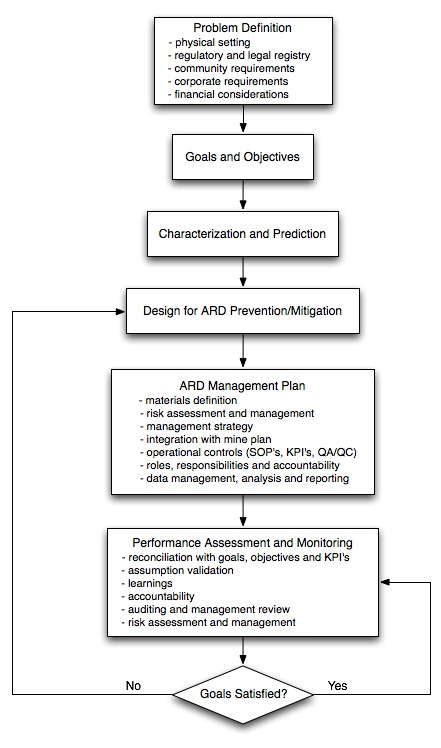 Problem Definition
- physical setting
- regulatory and legal registry
- community requirements
- corporate requirements
- financial considerations
Goals and Objectives
Characterization and Prediction
Design for ARD Prevention/Mitigation
ARD Management Plan
- materials definition
- risk assessment and management
- management strategy
- integration with mine plan
- operational controls (SOP's, KPI's, QA/QC)
- roles, responsibilities and accountability
- data management, analysis and reporting
Performance Assessment and Monitoring
- reconciliation with goals, objectives and KPI's
- assumption validation
- learnings
- accountability
- auditing and management review
- risk assessment and management
No
Yes
Goals Satisfied?